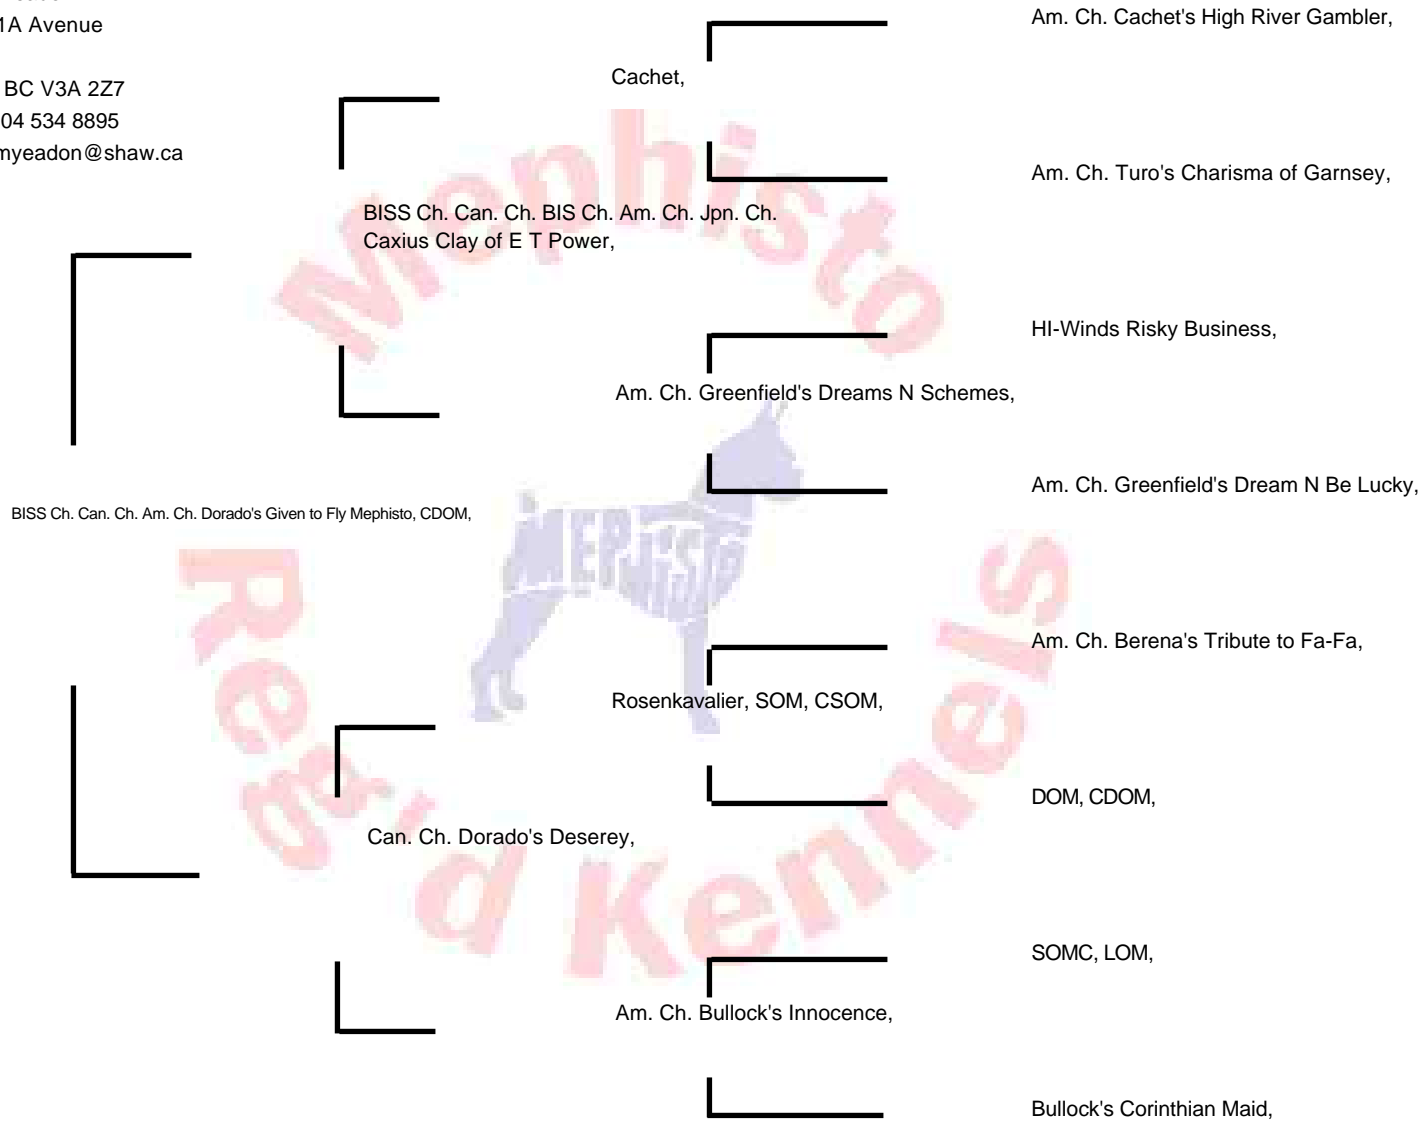 1A Avenue
BC V3A 2Z7
04 534 8895
myeadon@shaw.ca
Am. Ch. Cachet's High River Gambler,
Cachet,
Am. Ch. Turo's Charisma of Garnsey,
BISS Ch. Can. Ch. BIS Ch. Am. Ch. Jpn. Ch.
Caxius Clay of E T Power,
HI-Winds Risky Business,
Am. Ch. Greenfield's Dreams N Schemes,
Am. Ch. Greenfield's Dream N Be Lucky,
BISS Ch. Can. Ch. Am. Ch. Dorado's Given to Fly Mephisto, CDOM,
Am. Ch. Berena's Tribute to Fa-Fa,
Rosenkavalier, SOM, CSOM,
DOM, CDOM,
Can. Ch. Dorado's Deserey,
SOMC, LOM,
Am. Ch. Bullock's Innocence,
Bullock's Corinthian Maid,
Mephisto
MEPHISTO
Reg'd Kennels